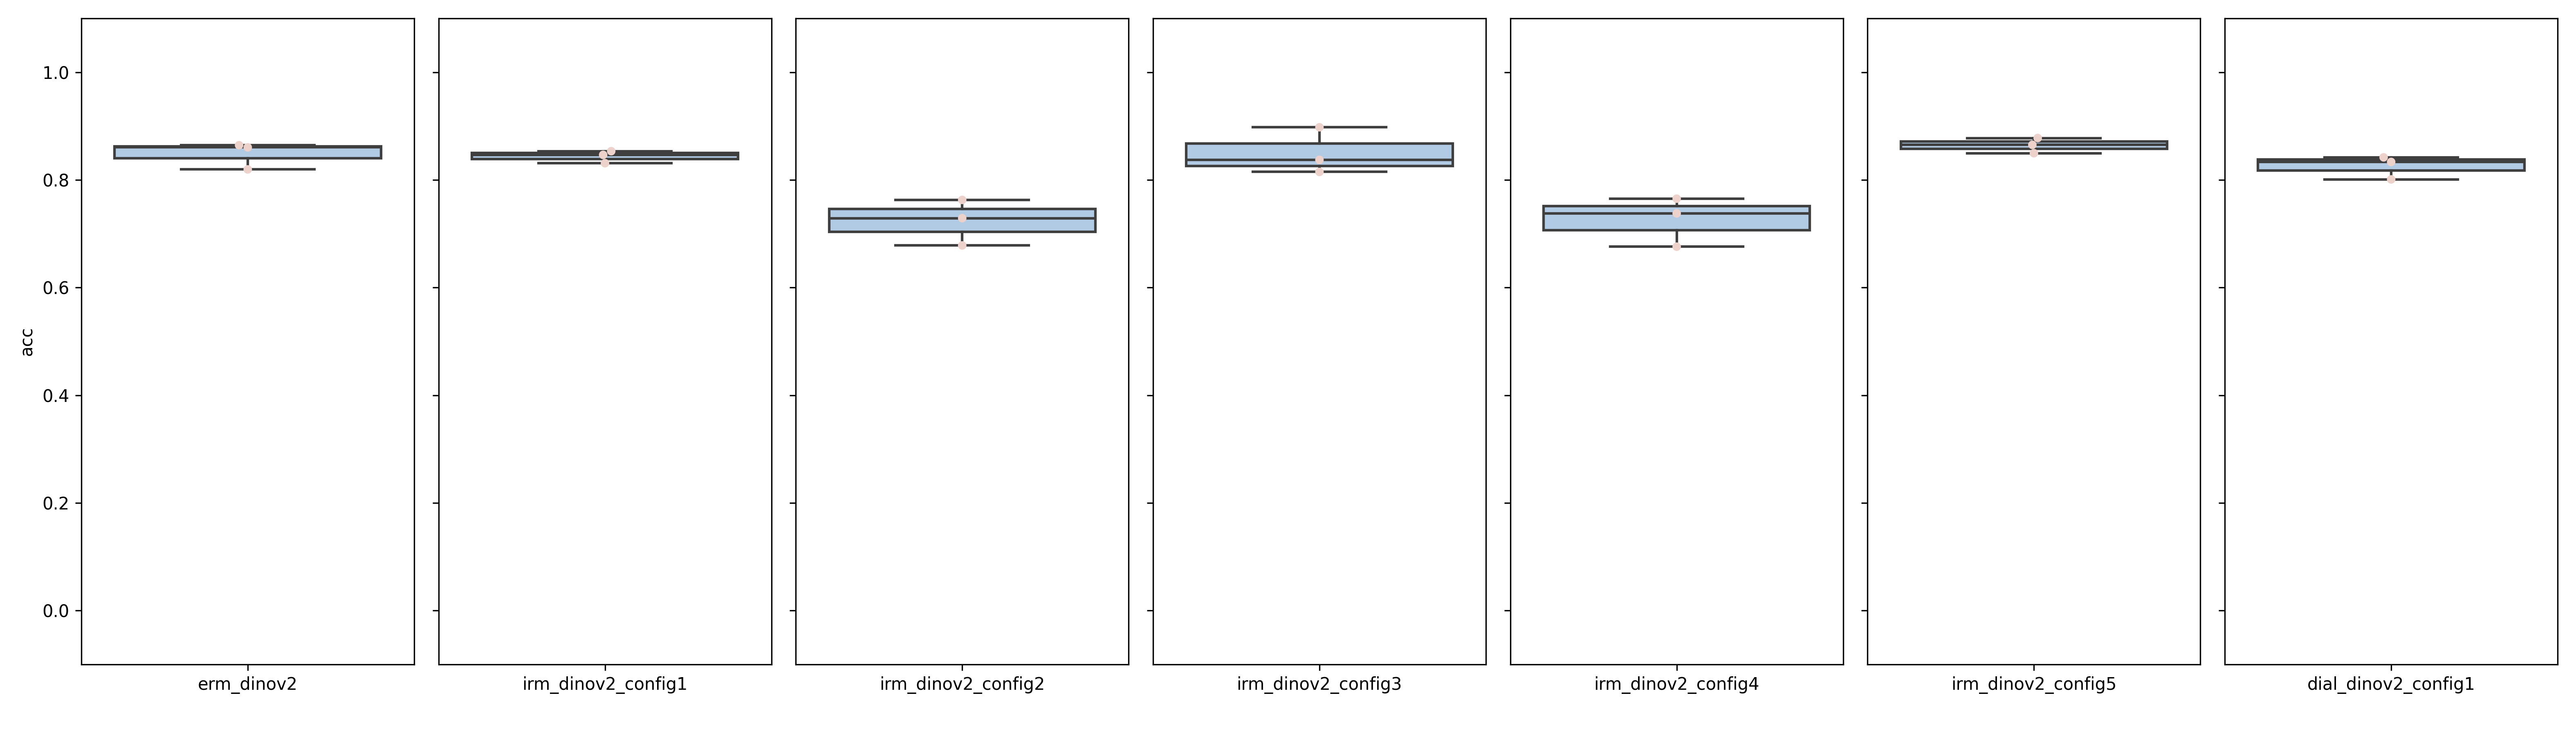 1.0
0.8
0.6
0.4
0.2
0.0
acc
erm_dinov2
irm_dinov2_config1
irm_dinov2_config2
irm_dinov2_config3
irm_dinov2_config4
irm_dinov2_config5
dial_dinov2_config1